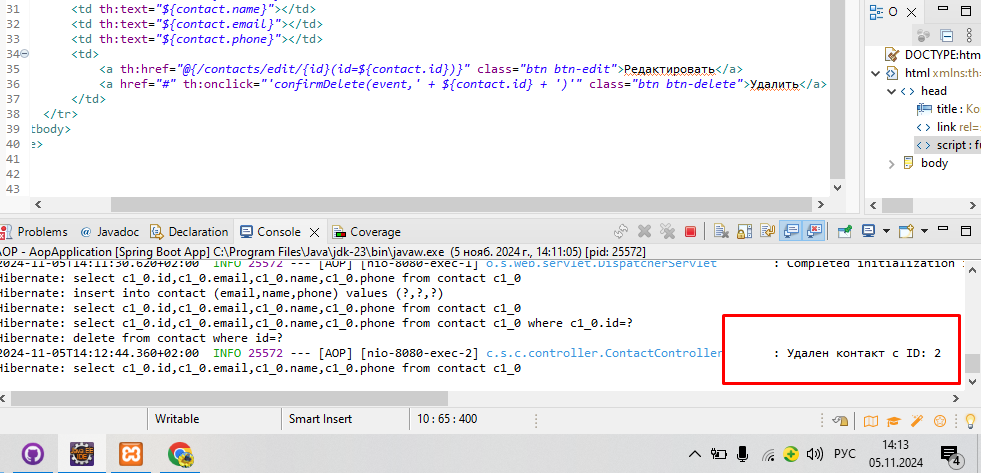 31 <td th:text="${contact.name}"></td>
32 <td th:text="${contact.email}"></td>
33 <td th:text="${contact.phone}"></td>
34 <td>
35 <a th:href="@{/contacts/edit/{id}(id=${contact.id})}" class="btn btn-edit">Редактировать</a>
36 <a href="#" th:onclick="'confirmDelete(event,' + ${contact.id} + ')'" class="btn btn-delete">Удалить</a>
37 </td>
38 </tr>
39 tbody>
40 e>
41
42
43
О
DOCTYPE:htm
html xmlns:th=
head
title : Ко
link rel=
script : fu
body
Problems @ Javadoc Declaration Console Coverage
AOP - AopApplication [Spring Boot App] C:\Program Files\Java\jdk-23\bin\javaw.exe (5 нояб. 2024 г., 14:11:05) [pid: 25572]
2024-11-05T14:11:30.620+02:00 INFO 25572 --- [AOP] [nio-8080-exec-1] o.s.web.servlet.DispatcherServlet : Completed initialization
Hibernate: select c1_0.id,c1_0.email,c1_0.name,c1_0.phone from contact c1_0
Hibernate: insert into contact (email,name,phone) values (?,?,?)
Hibernate: select c1_0.id,c1_0.email,c1_0.name,c1_0.phone from contact c1_0
Hibernate: select c1_0.id,c1_0.email,c1_0.name,c1_0.phone from contact c1_0 where c1_0.id=?
Hibernate: delete from contact where id=?
2024-11-05T14:12:44.360+02:00 INFO 25572 --- [AOP] [nio-8080-exec-2] c.s.c.controller.ContactController : Удален контакт с ID: 2
Hibernate: select c1_0.id,c1_0.email,c1_0.name,c1_0.phone from contact c1_0
Writable Smart Insert 10 : 65 : 400
Java EE
IDE
РУС
14:13
05.11.2024
4